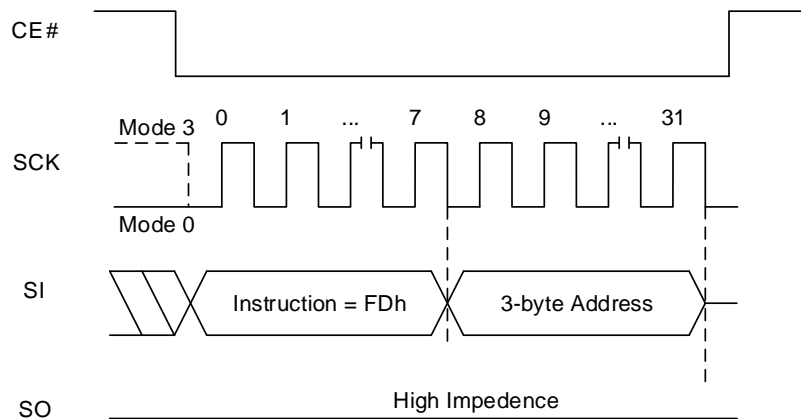 CE#
Mode 3
0 1 ... 7 8 9 ... 31
SCK
Mode 0
SI
Instruction = FDh
3-byte Address
High Impedence
SO